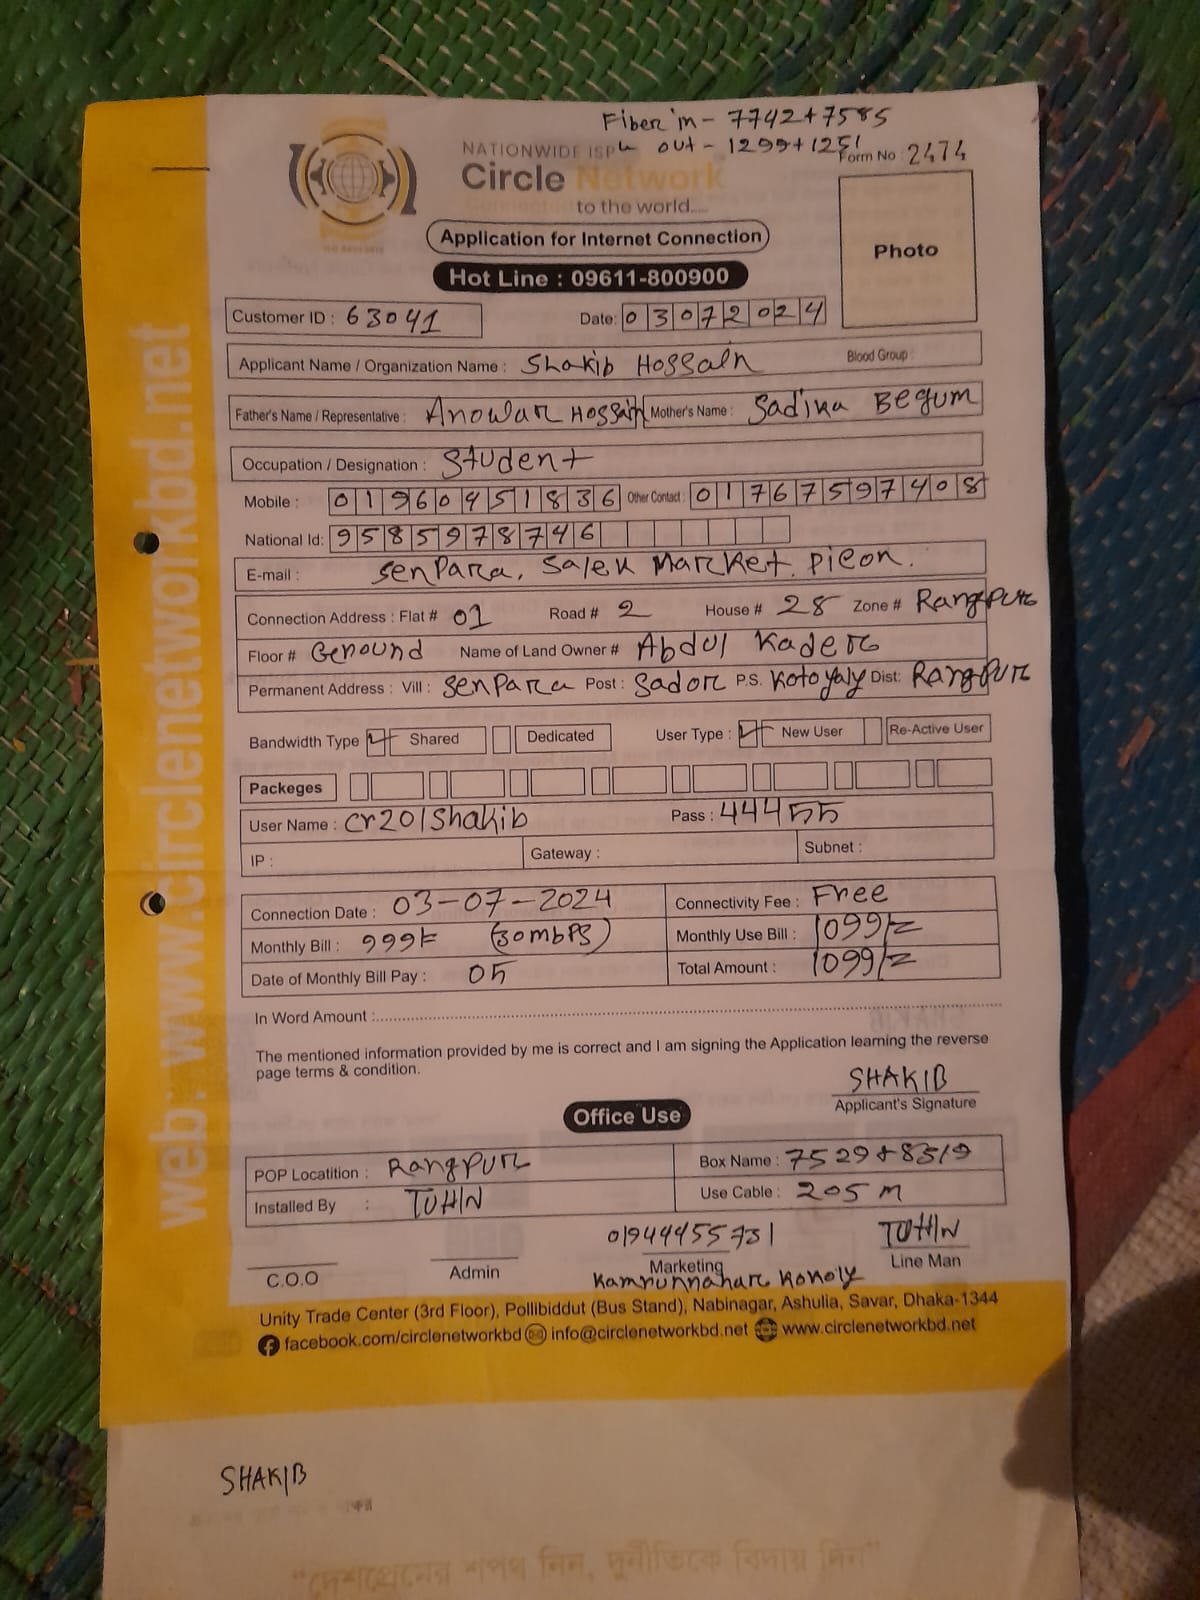 Fiber in - 7742+7585
NATIONWIDE ISP " out - 1299+1251
Form No : 2474
Circle Network
to the world....
Photo
Application for Internet Connection
Hot Line : 09611-800900
Customer ID : 63041 Date: 03072024
Applicant Name / Organization Name : Shakib Hossain Blood Group :
Father's Name / Representative : Anowar Hossain Mother's Name : Sadika Begum
Occupation / Designation : Student
Mobile : 01960951836 Other Contact : 01767597408
National Id: 9585978746
E-mail : Senpara, Salek Market. Pieon.
Connection Address : Flat # 01 Road # 2 House # 28 Zone # Rangpur
Floor # Geround Name of Land Owner # Abdul Kader
Permanent Address : Vill : Senpara Post : Sador P.S. Kotoyaly Dist: Rangpur
Bandwidth Type Shared Dedicated User Type : New User Re-Active User
Packeges
User Name : cr201shakib Pass : 444455
IP : Gateway : Subnet :
Connection Date : 03-07-2024 Connectivity Fee : Free
Monthly Bill : 999/= (30mbps) Monthly Use Bill : 1099/=
Date of Monthly Bill Pay : 05 Total Amount : 1099/=
In Word Amount :
The mentioned information provided by me is correct and I am signing the Application learning the reverse
page terms & condition.
SHAKIB
Applicant's Signature
Office Use
POP Locatition : Rangpur Box Name : 7529+8519
Installed By : TUHIN Use Cable : 205 M
01944455731 TUHIN
C.O.O Admin Marketing Line Man
Kamrunnahar Kokoly
Unity Trade Center (3rd Floor), Pollibiddut (Bus Stand), Nabinagar, Ashulia, Savar, Dhaka-1344
facebook.com/circlenetworkbd info@circlenetworkbd.net www.circlenetworkbd.net
web: www.circlenetworkbd.net
SHAKIB
"দেশপ্রেমের শপথ নিন, দুর্নীতিকে বিদায় দিন"